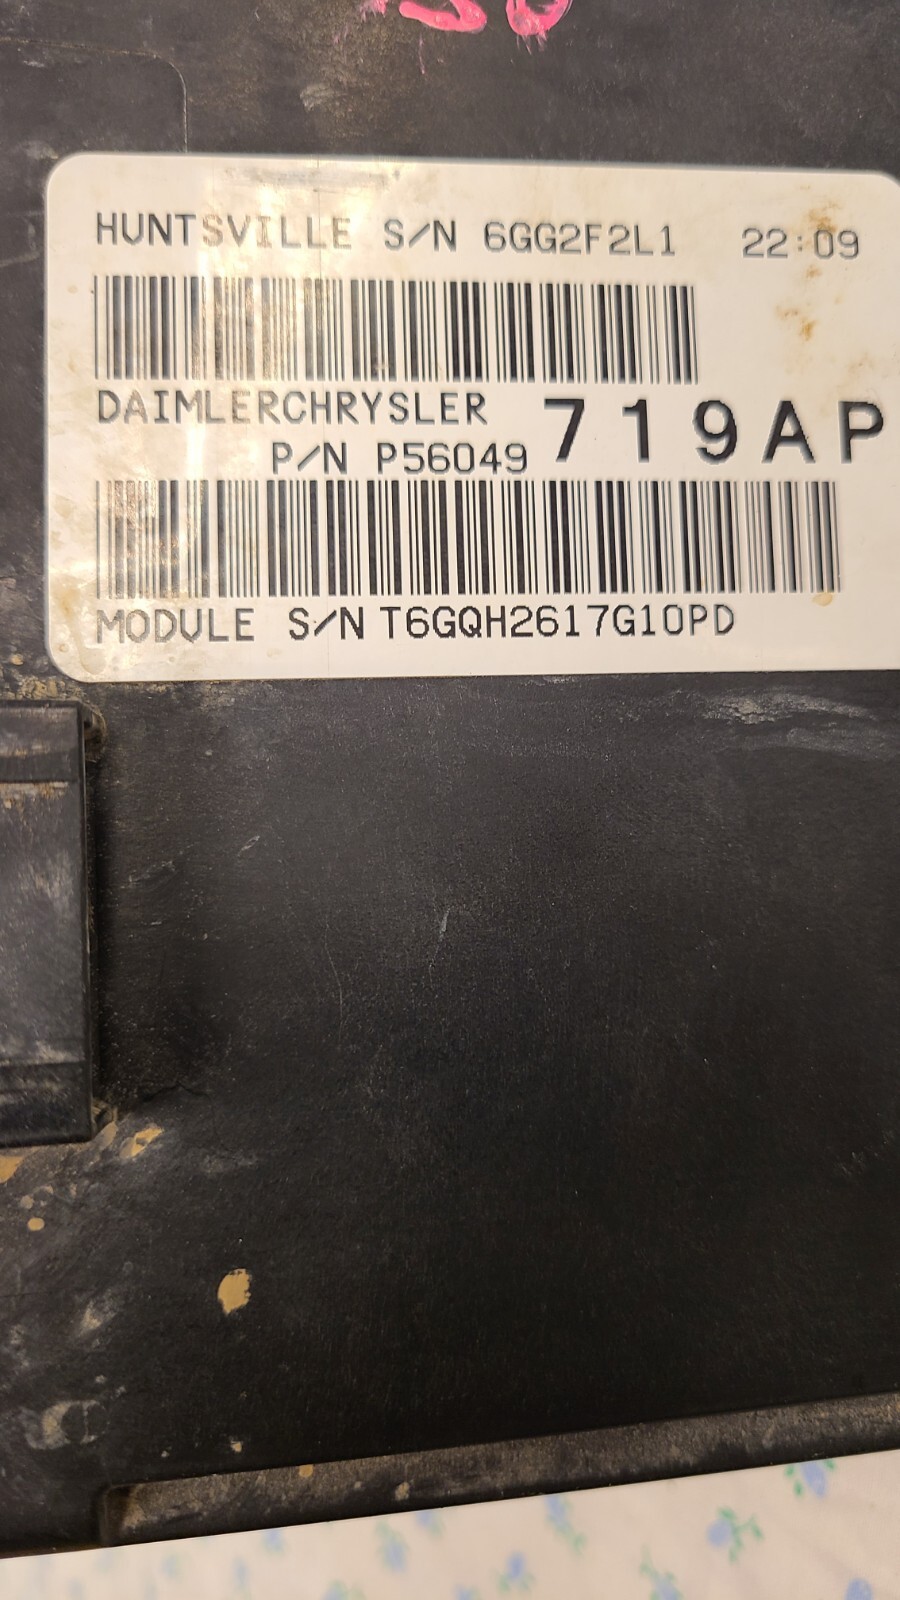 HUNTSVILLE S/N 6GG2F2L1 22:09
DAIMLERCHRYSLER 719AP
P/N P56049
MODULE S/N T6GQH2617G10PD